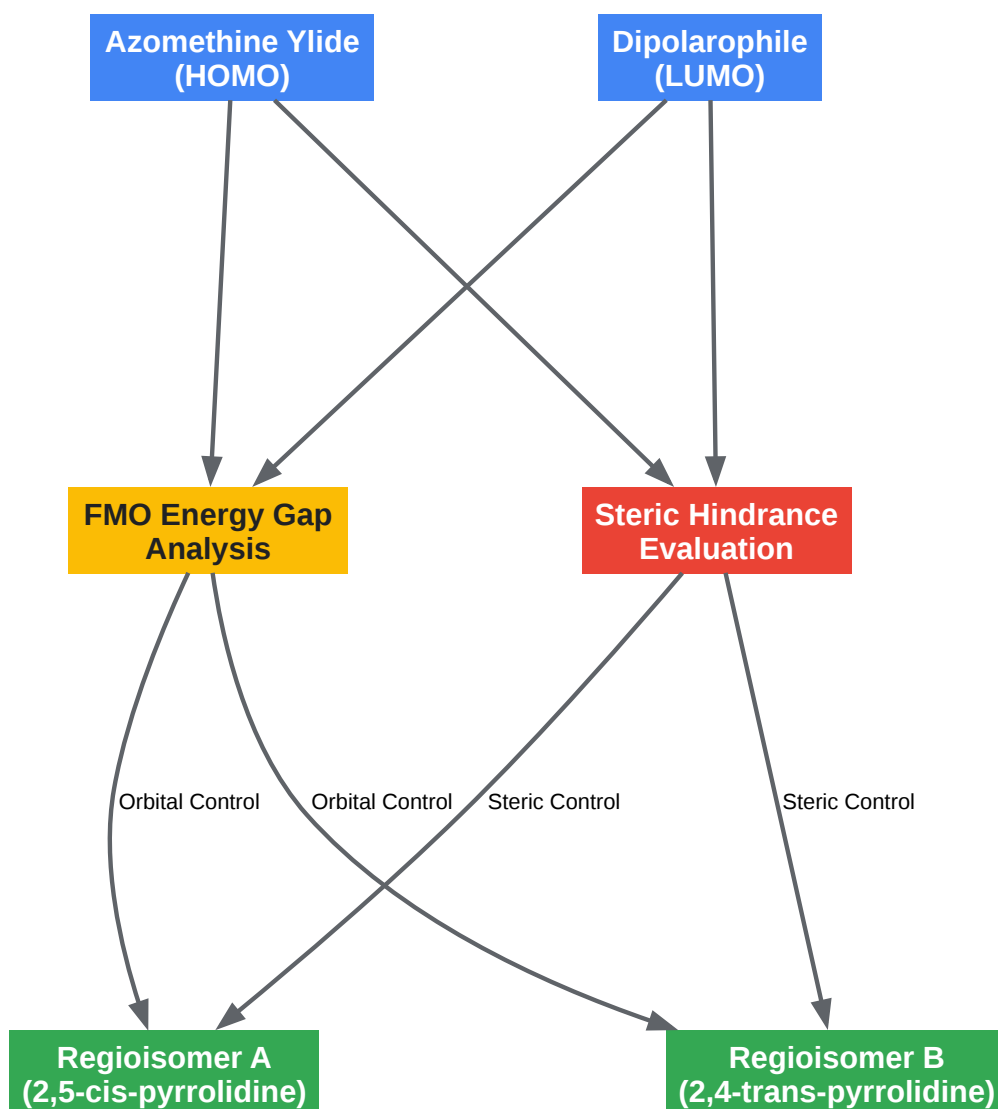 Azomethine Ylide
(HOMO)
Dipolarophile
(LUMO)
FMO Energy Gap
Analysis
Steric Hindrance
Evaluation
Orbital Control
Orbital Control
Steric Control
Steric Control
Regioisomer A
(2,5-cis-pyrrolidine)
Regioisomer B
(2,4-trans-pyrrolidine)